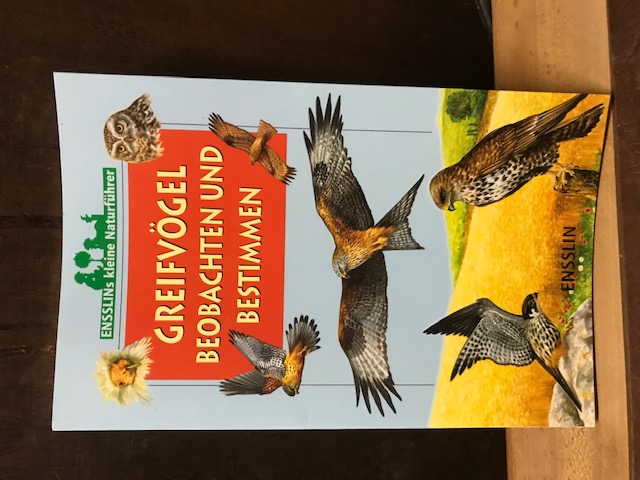 ENSSLINs kleine Naturführer
GREIFVÖGEL
BEOBACHTEN UND
BESTIMMEN
ENSSLIN